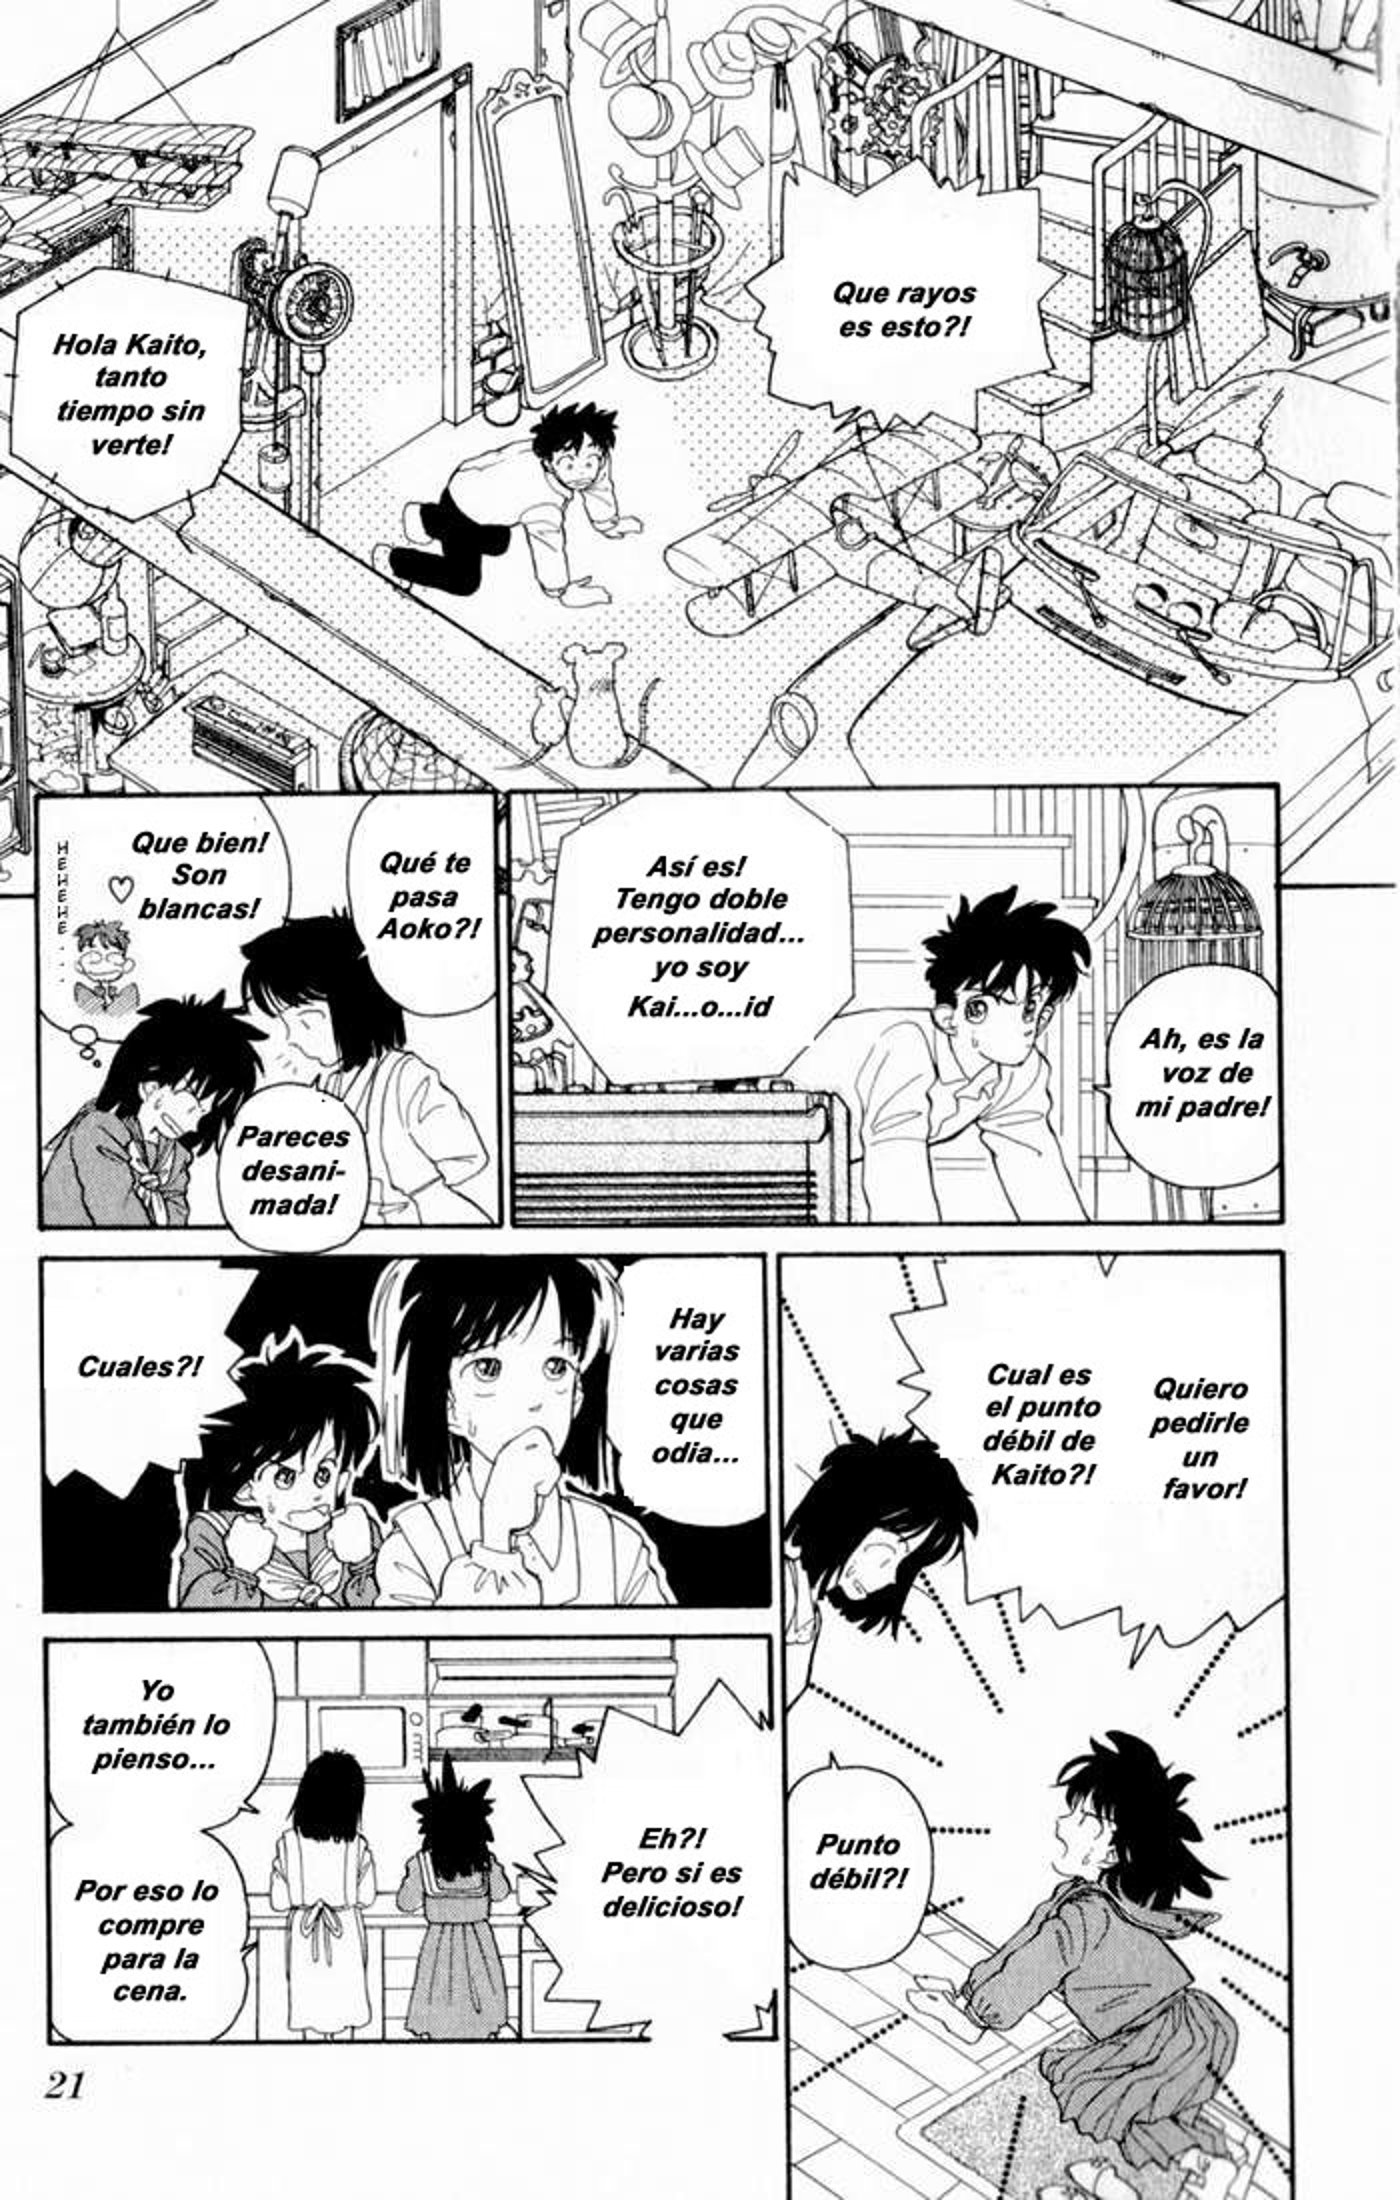 Que rayos
es esto?!
Hola Kaito,
tanto
tiempo sin
verte!
Así es!
Tengo doble
personalidad...
yo soy
Kai...o...id
Ah, es la
voz de
mi padre!
Qué te
pasa
Aoko?!
Pareces
desani-
mada!
Que bien!
Son
blancas!
HEHEHE...
Quiero
pedirle
un
favor!
Cual es
el punto
débil de
Kaito?!
Punto
débil?!
Hay
varias
cosas
que
odia...
Cuales?!
Eh?!
Pero si es
delicioso!
Yo
también lo
pienso...
Por eso lo
compre
para la
cena.
21